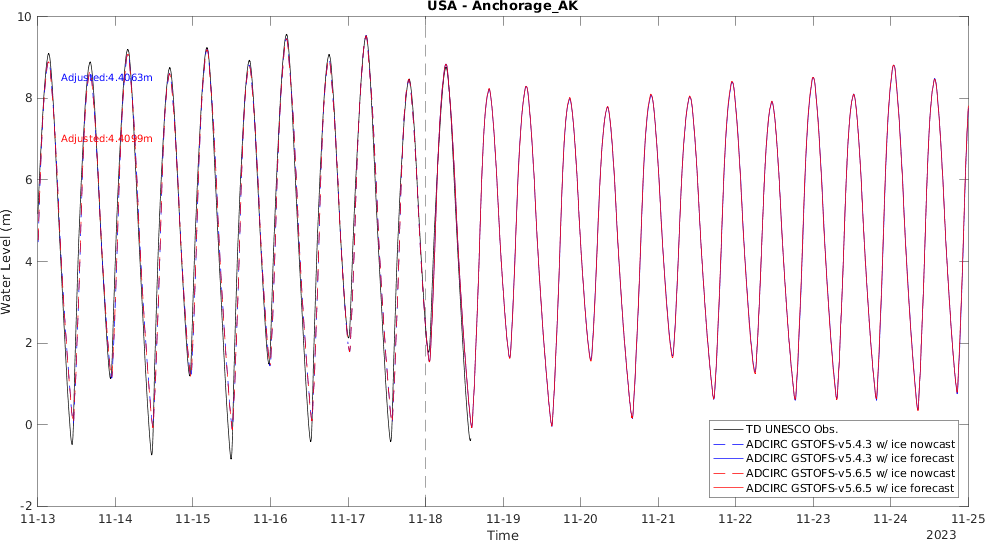 USA - Anchorage_AK
10
8
6
4
2
0
-2
Water Level (m)
Adjusted:4.4063m
Adjusted:4.4099m
TD UNESCO Obs.
ADCIRC GSTOFS-v5.4.3 w/ ice nowcast
ADCIRC GSTOFS-v5.4.3 w/ ice forecast
ADCIRC GSTOFS-v5.6.5 w/ ice nowcast
ADCIRC GSTOFS-v5.6.5 w/ ice forecast
11-13 11-14 11-15 11-16 11-17 11-18 11-19 11-20 11-21 11-22 11-23 11-24 11-25
Time
2023